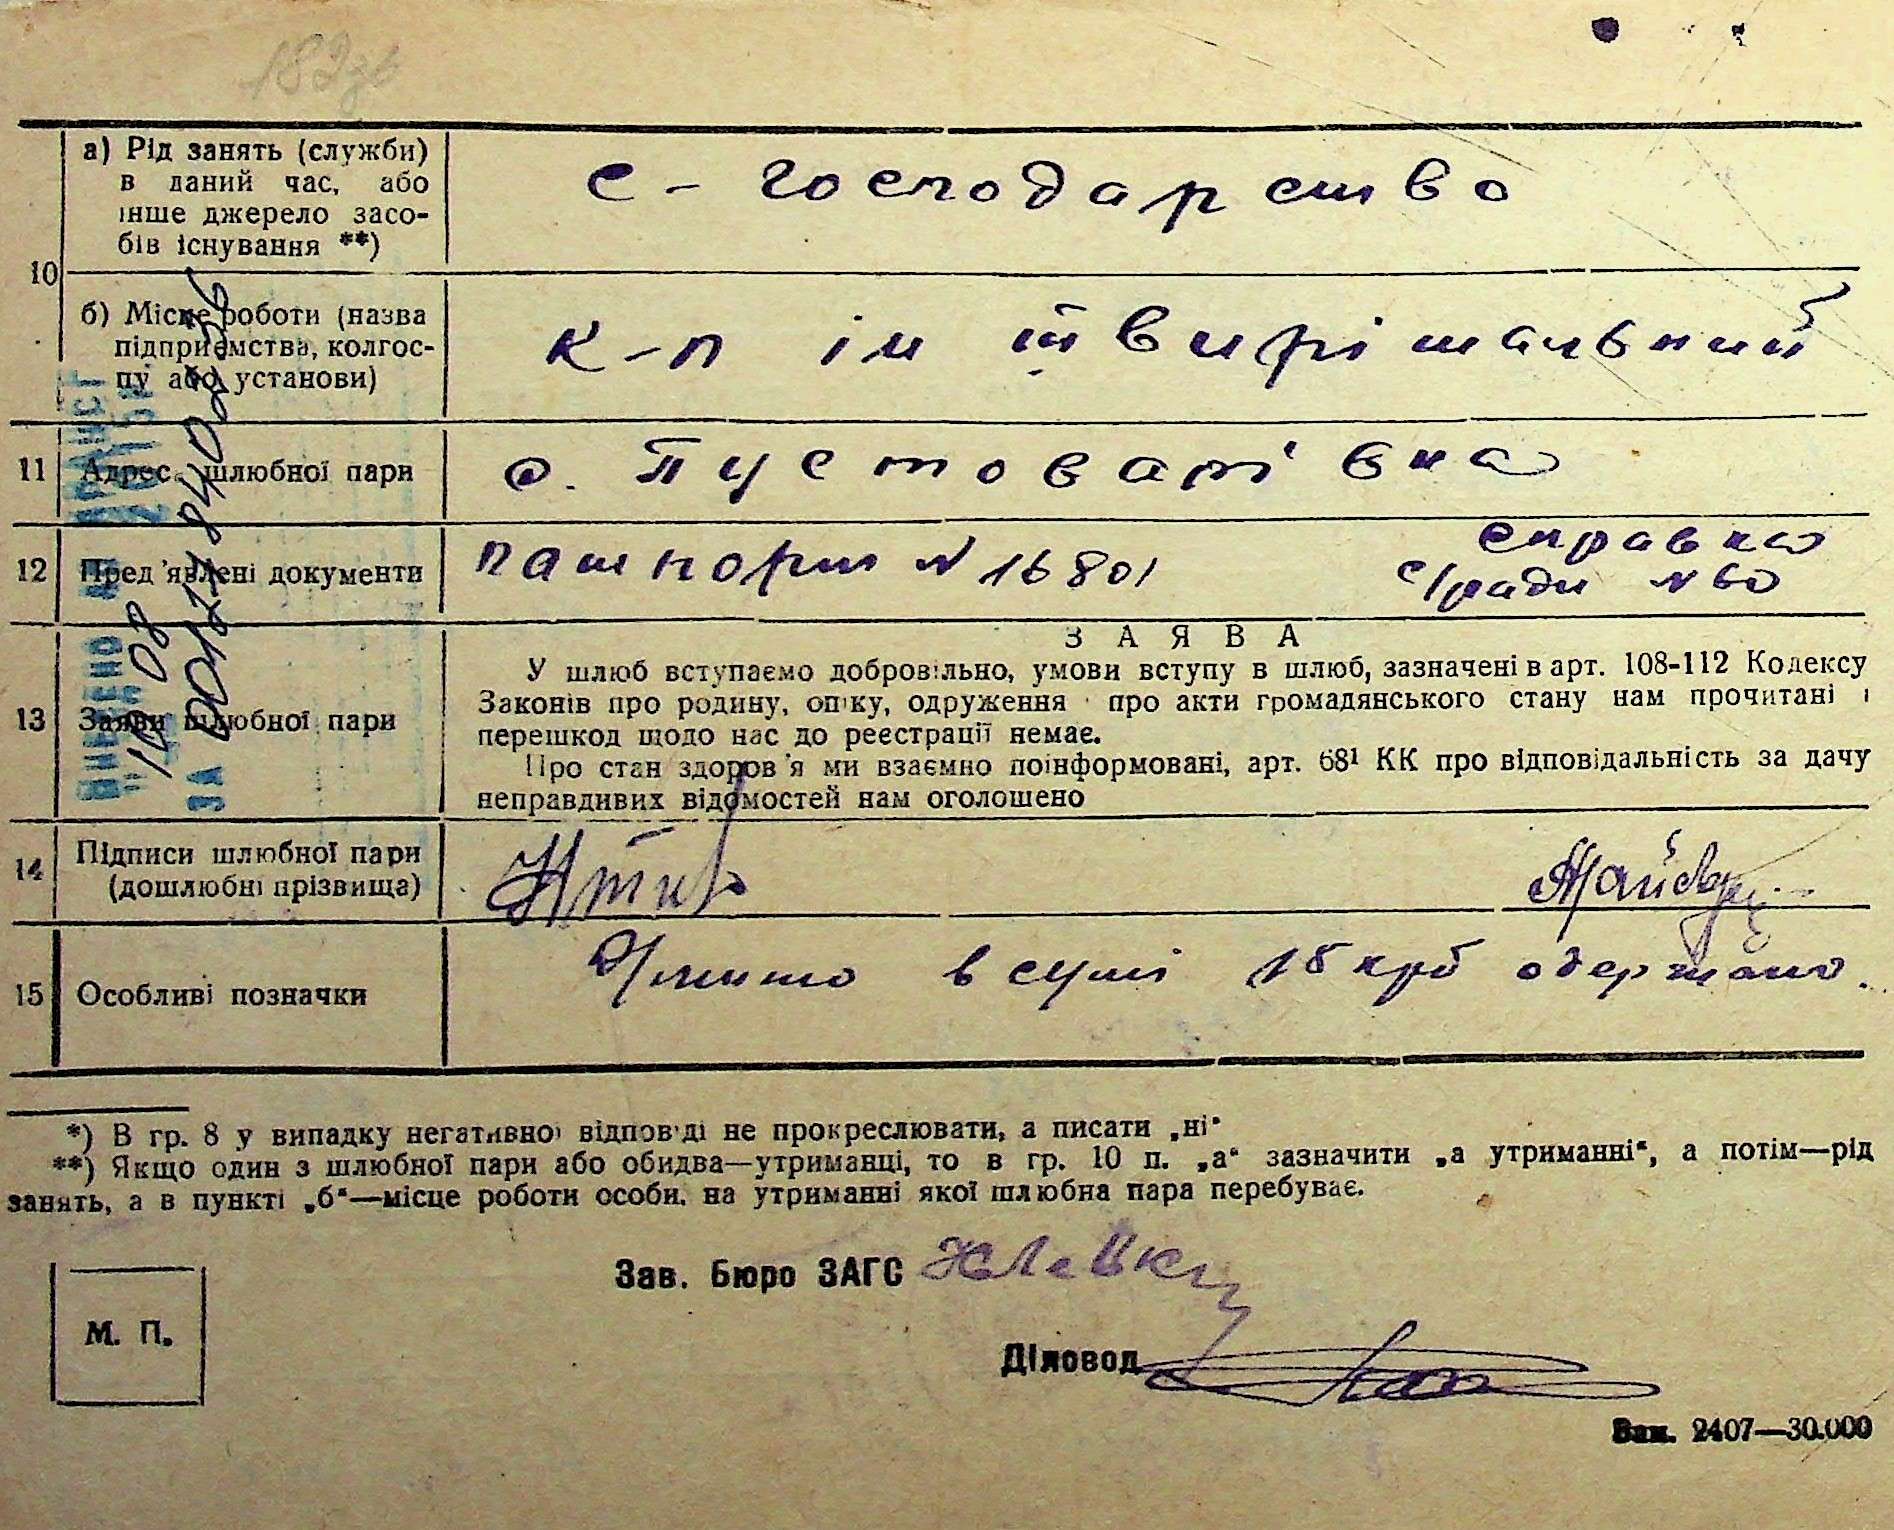 182зв
10
а) Рід занять (служби)
в даний час, або
інше джерело засо-
бів існування **)
с - господарство
б) Місце роботи (назва
підприємства, колгос-
пу або установи)
к-п ім
11
Адреса шлюбної пари
с. Пустоварівка
12
Пред'явлені документи
пашпорт N 16801
справка
с/ради N 60
13
Заяви шлюбної пари
ЗАЯВА
У шлюб вступаємо добровільно, умови вступу в шлюб, зазначені в арт. 108-112 Кодексу
Законів про родину, опіку, одруження і про акти громадянського стану нам прочитані і
перешкод щодо нас до реєстрації немає.
Про стан здоров'я ми взаємно поінформовані, арт. 68¹ КК про відповідальність за дачу
неправдивих відомостей нам оголошено
14
Підписи шлюбної пари
(дошлюбні прізвища)
15
Особливі позначки
в сумі 15 крб одержано.
*) В гр. 8 у випадку негативної відповіді не прокреслювати, а писати „ні“
**) Якщо один з шлюбної пари або обидва—утриманці, то в гр. 10 п. „а“ зазначити „а утриманні“, а потім—рід
занять, а в пункті „б“—місце роботи особи, на утриманні якої шлюбна пара перебуває.
Зав. Бюро ЗАГС
Діловод
М. П.
Зам. 2407—30.000
ЗА